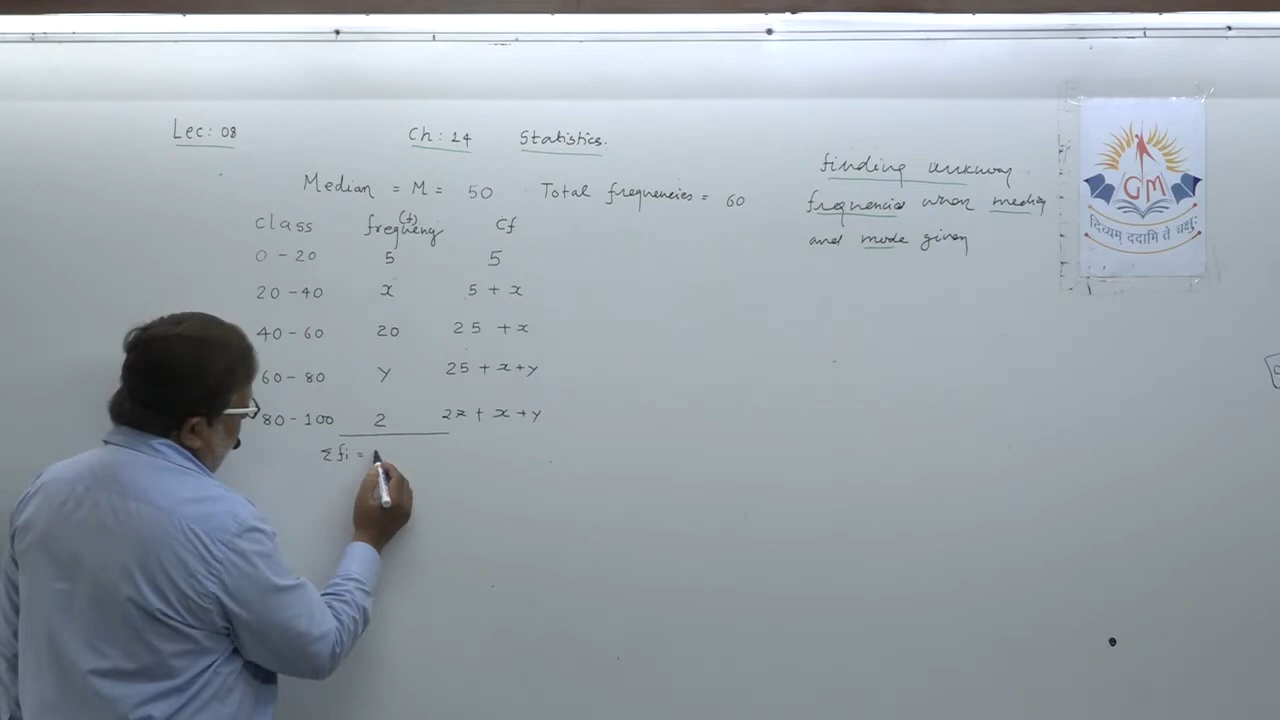 Lec: 08 Ch: 14 Statistics.
Median = M = 50 Total frequencies = 60
Class frequency (f) Cf
0 - 20 5 5
20 - 40 x 5 + x
40 - 60 20 25 + x
60 - 80 y 25 + x + y
80 - 100 2 27 + x + y
Σfi =
finding unknown
frequencies when median
and mode given
GM
दिव्यम् ददामि ते चक्षुः